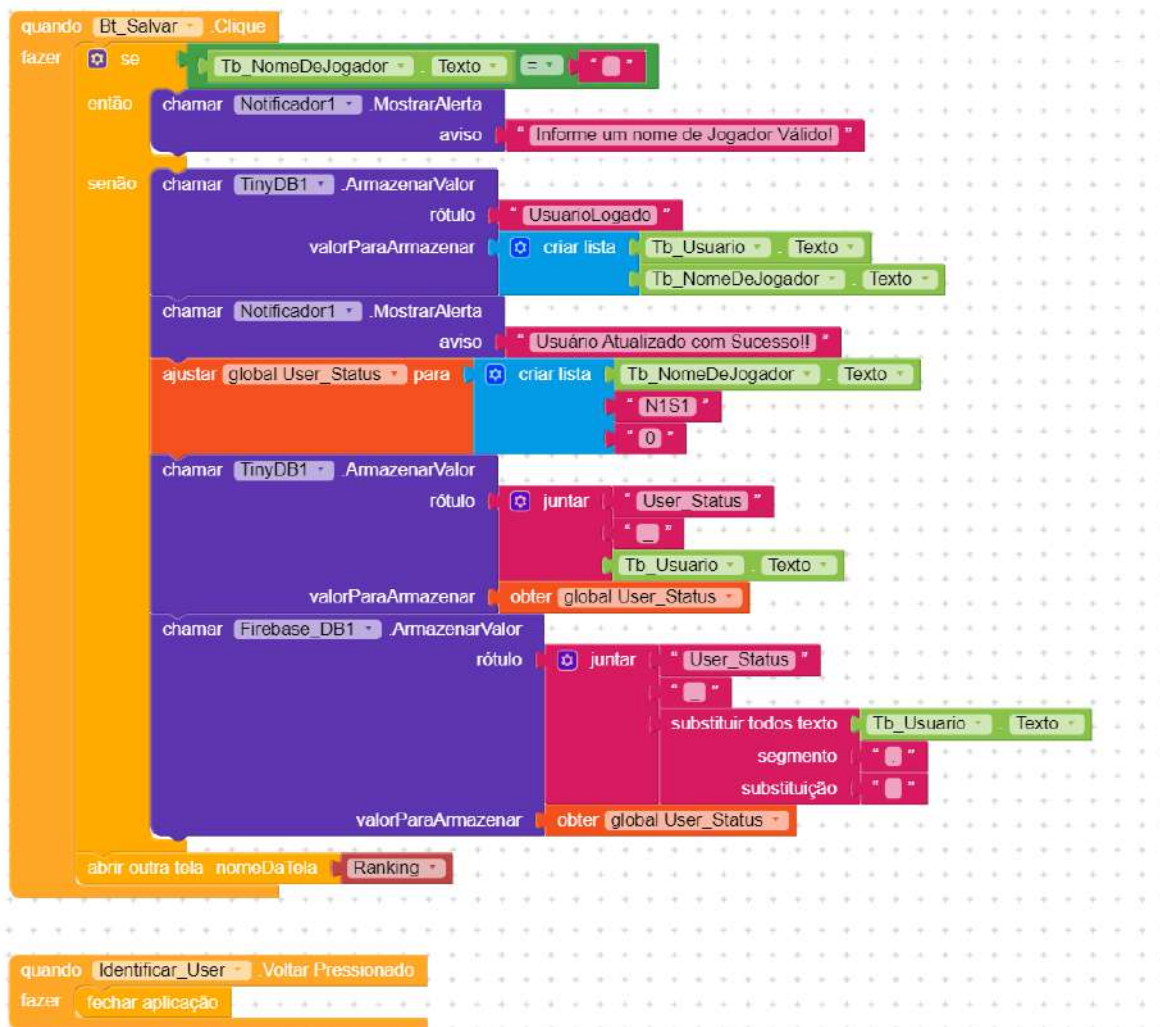 quando Bt_Salvar .Clique
fazer se Tb_NomeDeJogador . Texto = " "
então chamar Notificador1 .MostrarAlerta
aviso " Informe um nome de Jogador Válido! "
senão chamar TinyDB1 .ArmazenarValor
rótulo " UsuarioLogado "
valorParaArmazenar criar lista Tb_Usuario . Texto
Tb_NomeDeJogador . Texto
chamar Notificador1 .MostrarAlerta
aviso " Usuário Atualizado com Sucesso!! "
ajustar global User_Status para criar lista Tb_NomeDeJogador . Texto
" N1S1 "
" 0 "
chamar TinyDB1 .ArmazenarValor
rótulo juntar " User_Status "
" _ "
Tb_Usuario . Texto
valorParaArmazenar obter global User_Status
chamar Firebase_DB1 .ArmazenarValor
rótulo juntar " User_Status "
" _ "
substituir todos texto Tb_Usuario . Texto
segmento " . "
substituição " "
valorParaArmazenar obter global User_Status
abrir outra tela nomeDaTela Ranking
quando Identificar_User .Voltar Pressionado
fazer fechar aplicação